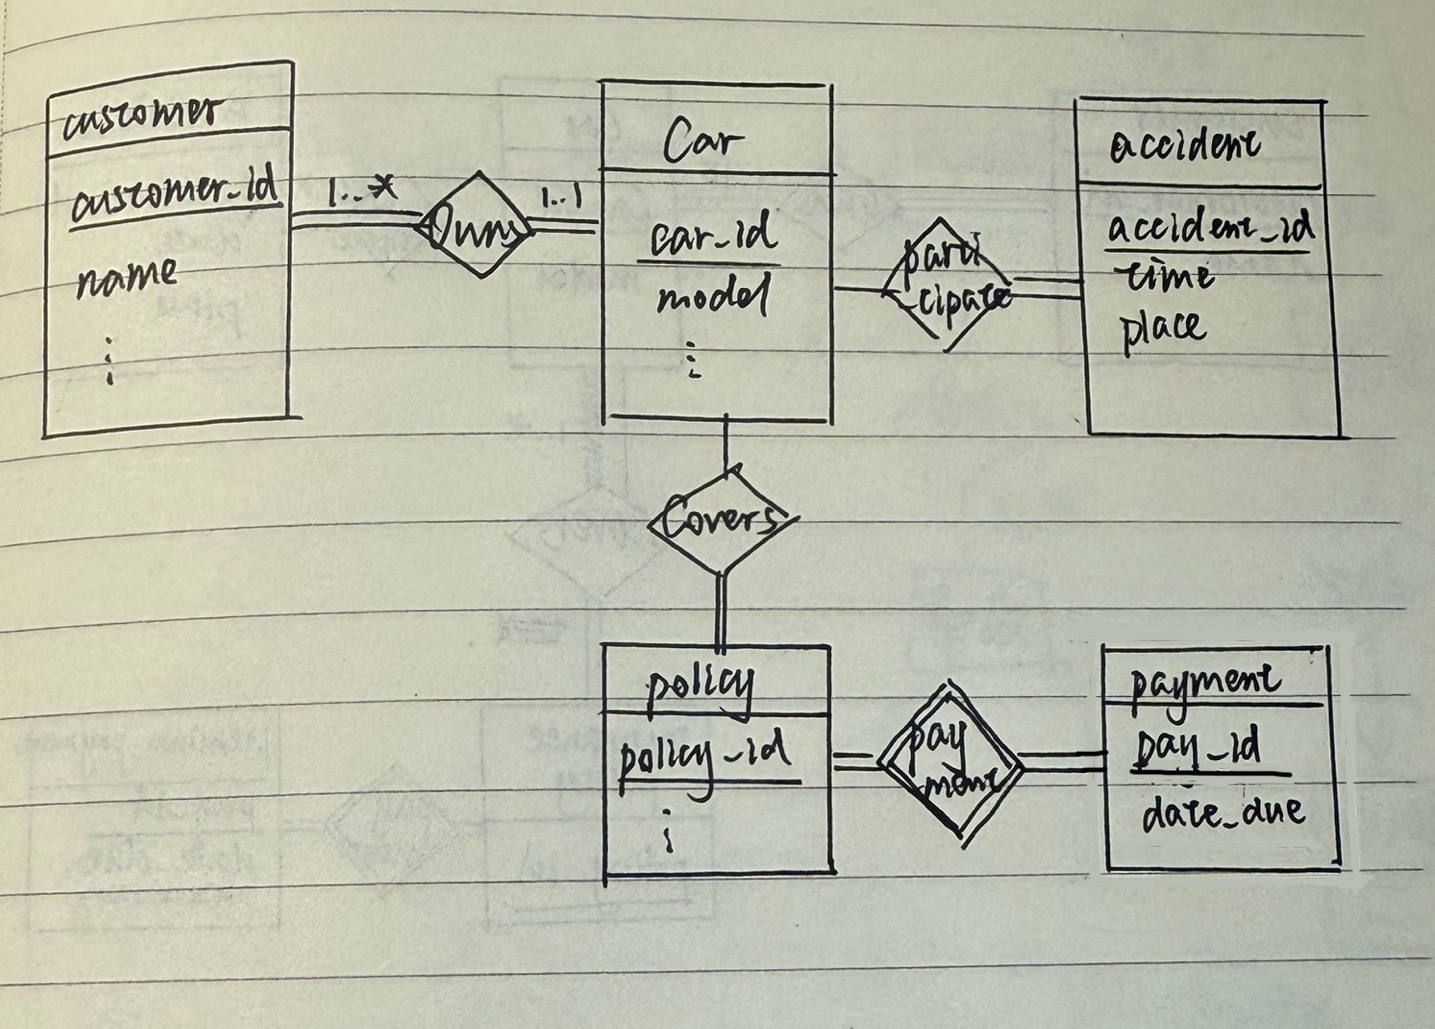 customer
customer_id
name
⋮
1..*
Owns
1..1
Car
car_id
model
⋮
parti
-cipate
accident
accident_id
time
place
Covers
policy
policy_id
⋮
pay
ment
payment
pay_id
date_due